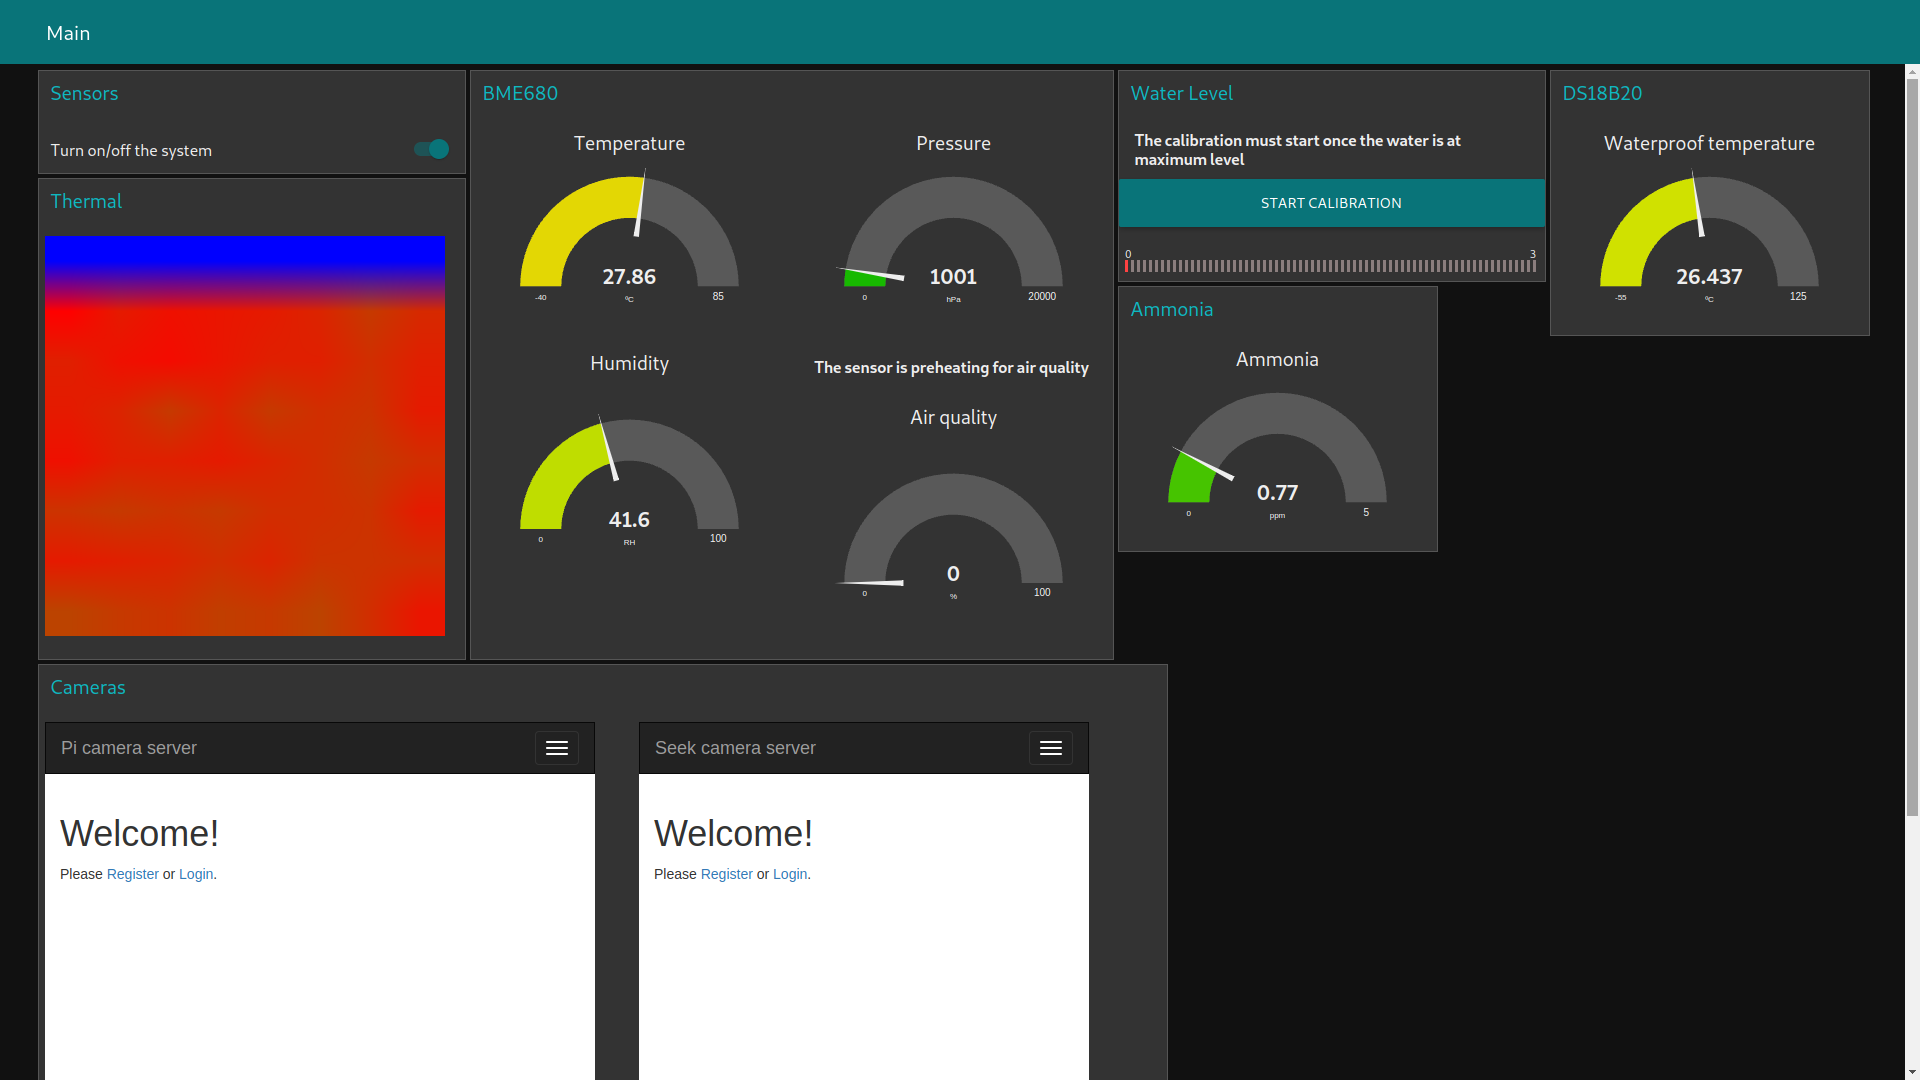 Main
Sensors
Turn on/off the system
Thermal
BME680
Temperature
27.86
-40
ºC
85
Pressure
1001
0
hPa
20000
Humidity
41.6
0
RH
100
The sensor is preheating for air quality
Air quality
0
0
%
100
Water Level
The calibration must start once the water is at
maximum level
START CALIBRATION
0
3
Ammonia
Ammonia
0.77
0
ppm
5
DS18B20
Waterproof temperature
26.437
-55
ºC
125
Cameras
Pi camera server
Welcome!
Please Register or Login.
Seek camera server
Welcome!
Please Register or Login.